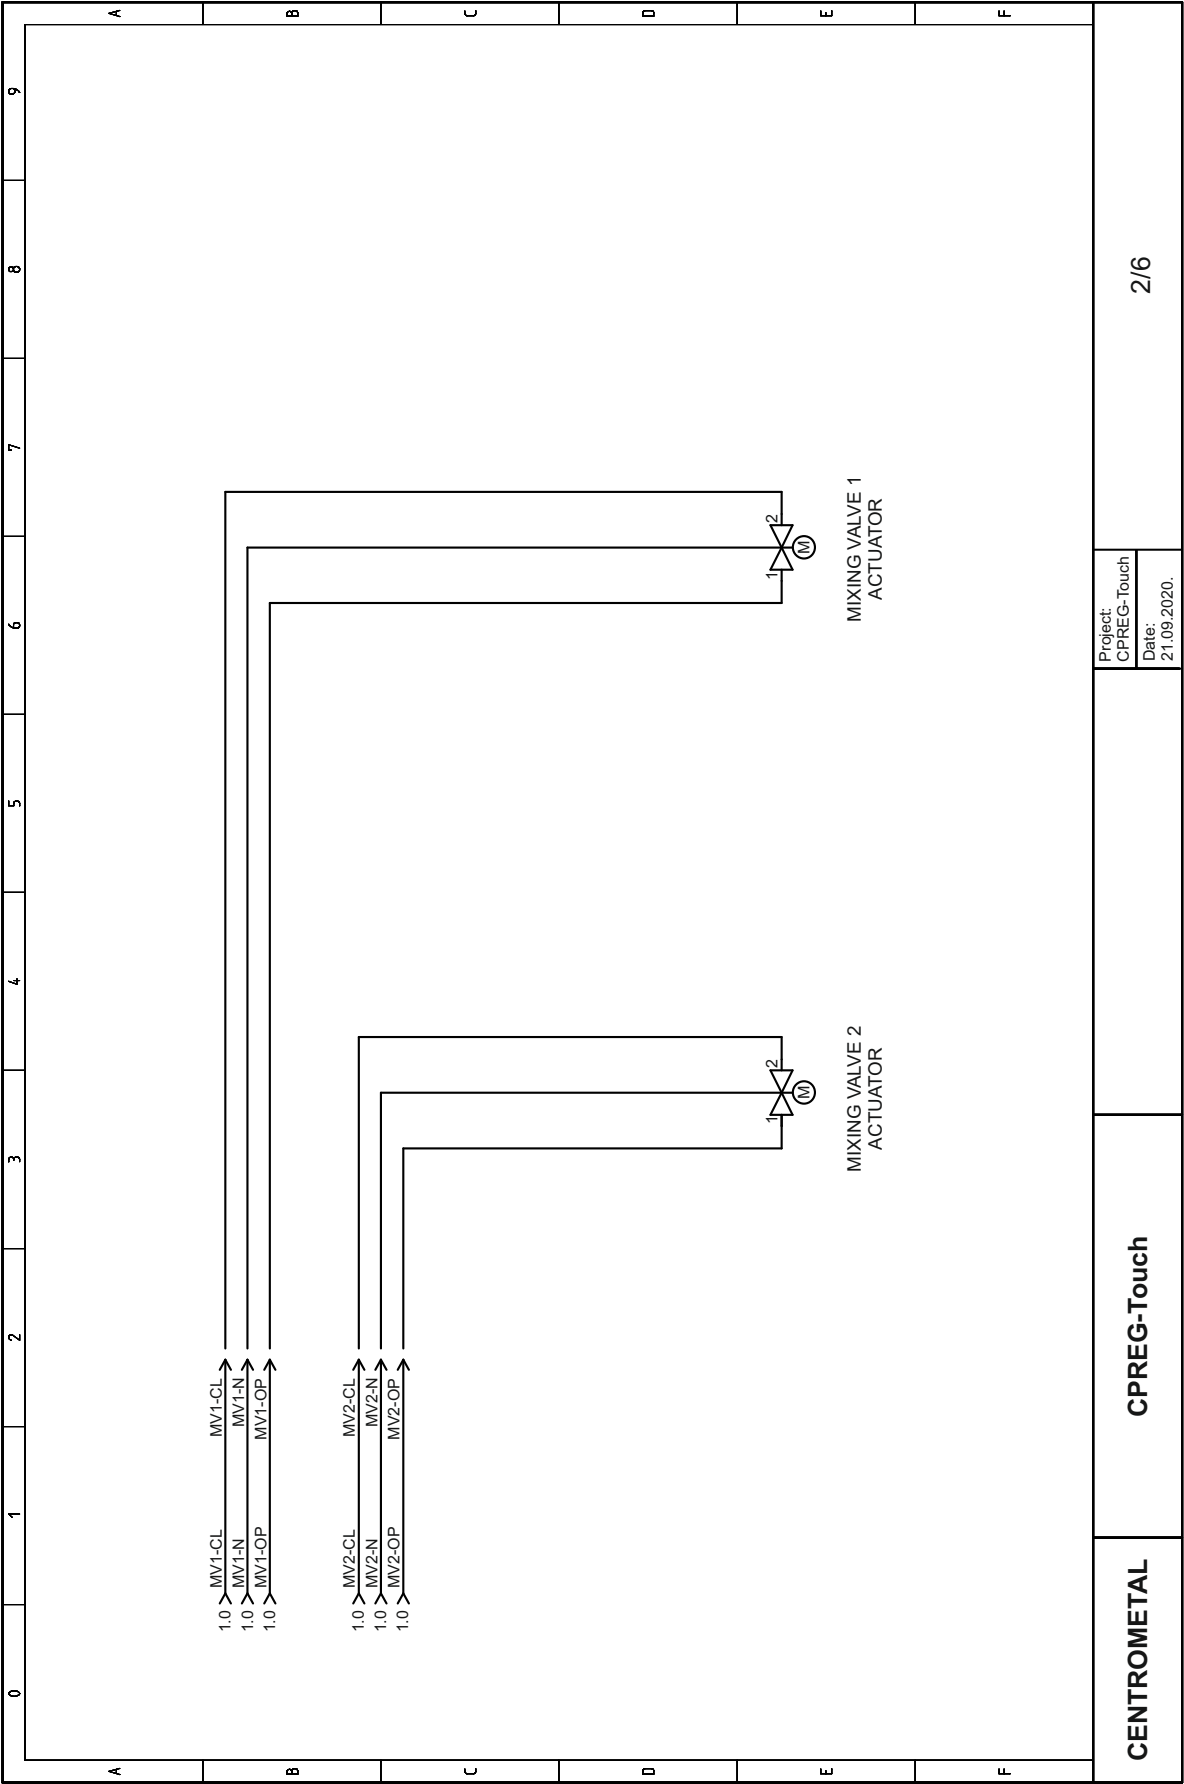 0 1 2 3 4 5 6 7 8 9
A A
B B
C C
D D
E E
F F
1.0 MV1-CL MV1-CL
1.0 MV1-N MV1-N
1.0 MV1-OP MV1-OP
1.0 MV2-CL MV2-CL
1.0 MV2-N MV2-N
1.0 MV2-OP MV2-OP
1 2
M
MIXING VALVE 2
ACTUATOR
1 2
M
MIXING VALVE 1
ACTUATOR
CENTROMETAL
CPREG-Touch
Project:
CPREG-Touch
Date:
21.09.2020.
2/6